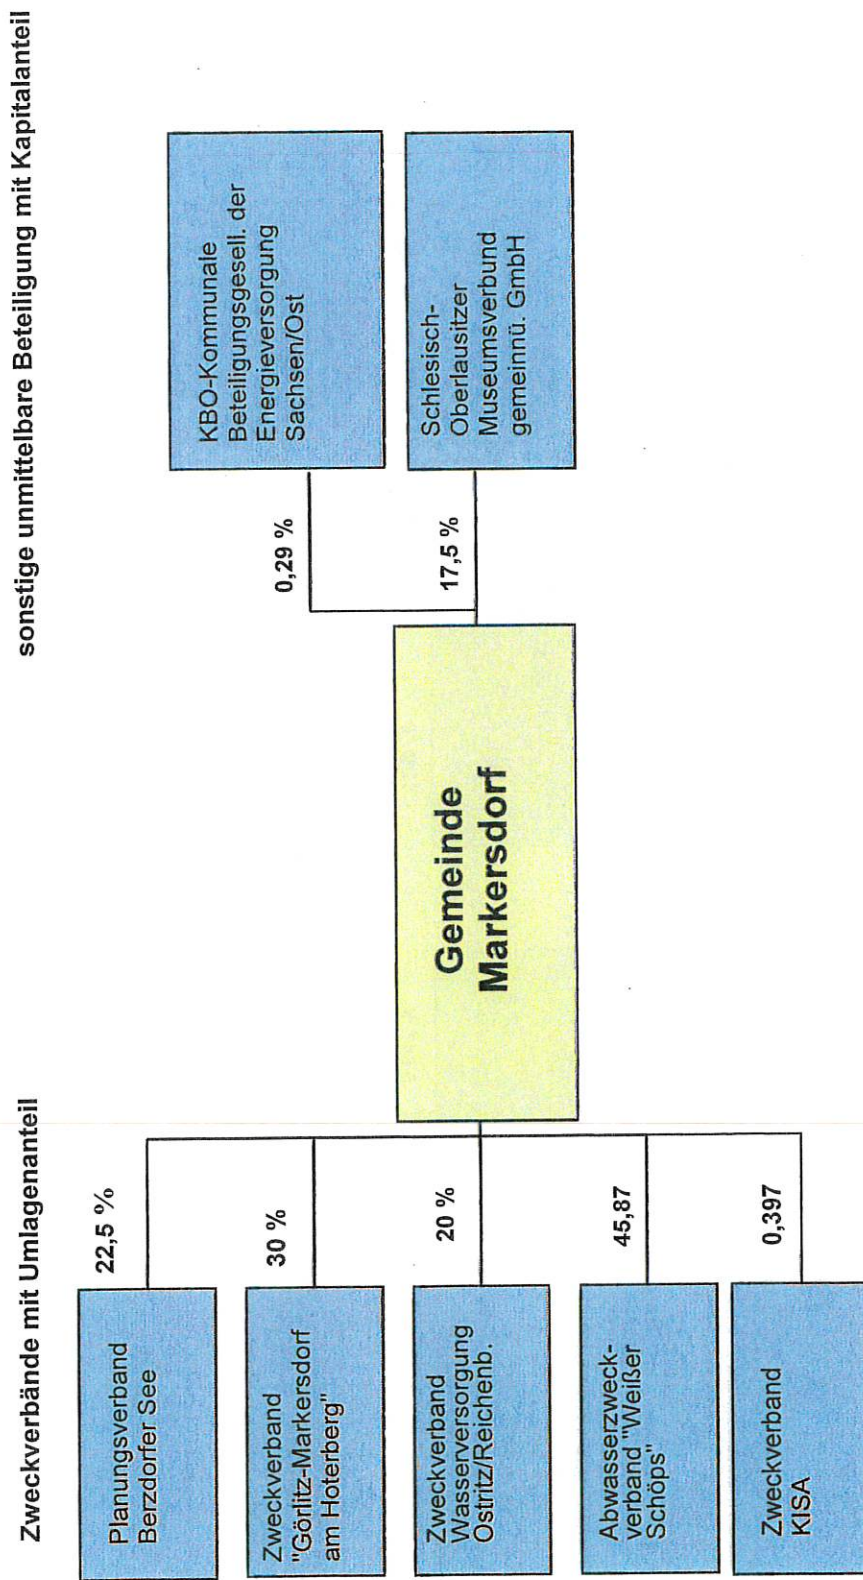 Zweckverbände mit Umlagenanteil
sonstige unmittelbare Beteiligung mit Kapitalanteil
Planungsverband
Berzdorfer See
22,5 %
Zweckverband
"Görlitz-Markersdorf
am Hoterberg"
30 %
Zweckverband
Wasserversorgung
Ostritz/Reichenb.
20 %
Abwasserzweck-
verband "Weißer
Schöps"
45,87
Zweckverband
KISA
0,397
Gemeinde
Markersdorf
0,29 %
KBO-Kommunale
Beteiligungsgesell. der
Energieversorgung
Sachsen/Ost
17,5 %
Schlesisch-
Oberlausitzer
Museumsverbund
gemeinnü. GmbH